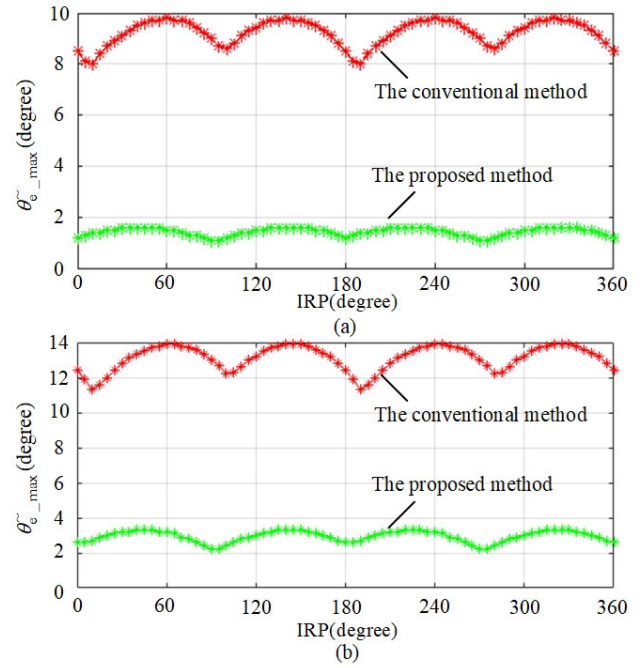 10
8
6
4
2
0
θ̃e_max (degree)
The conventional method
The proposed method
0 60 120 180 240 300 360
IRP(degree)
(a)
14
12
10
8
6
4
2
0
θ̃e_max (degree)
The conventional method
The proposed method
0 60 120 180 240 300 360
IRP(degree)
(b)